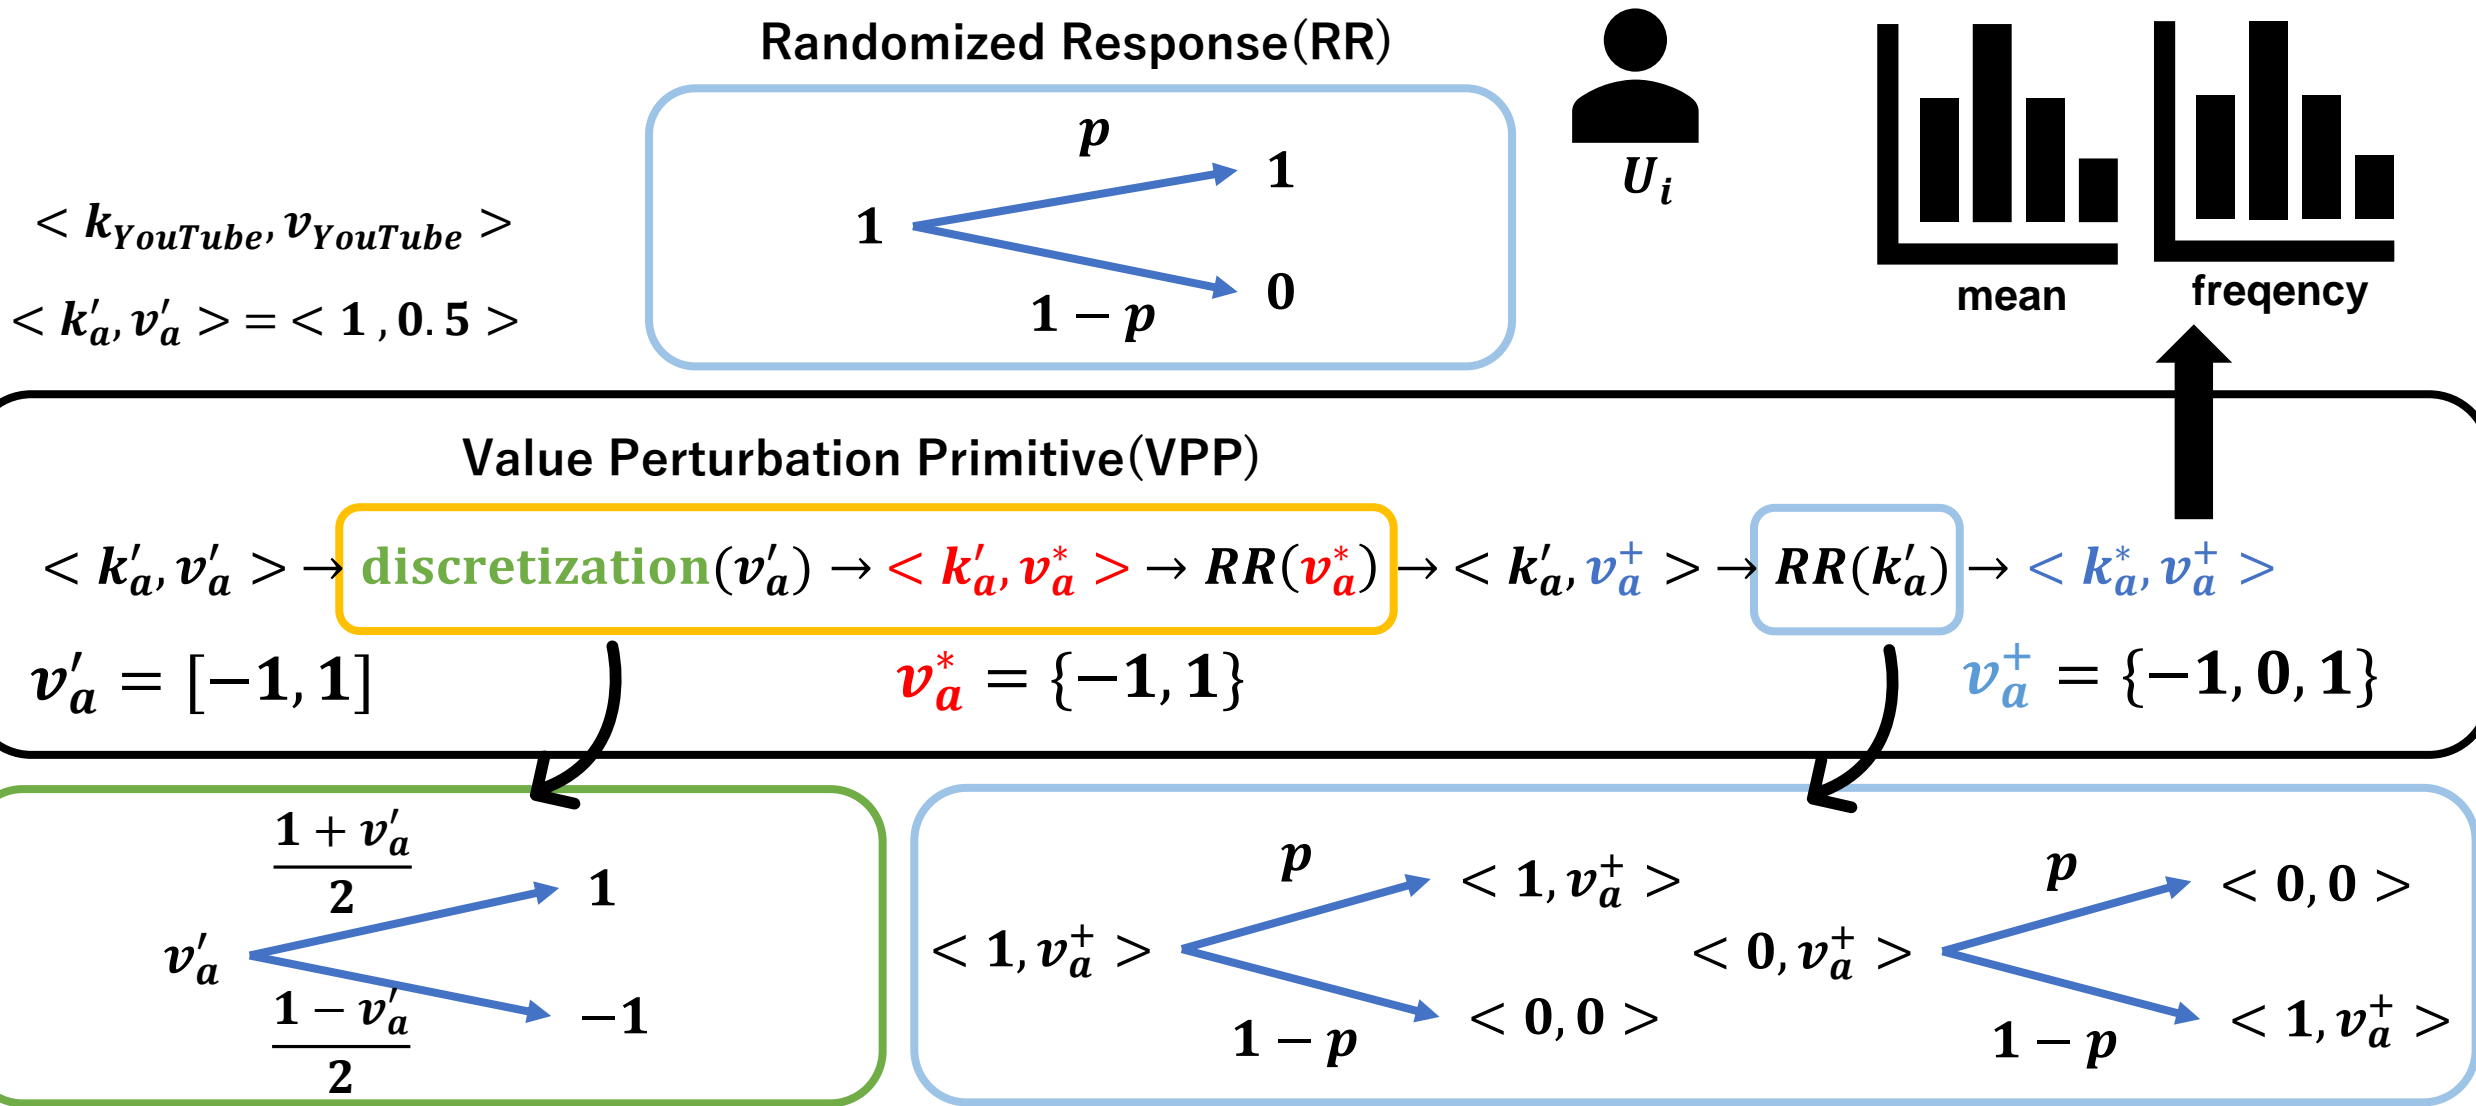 Randomized Response(RR)
p
1
1
1 − p
0
U_i
mean
freqency
< k_YouTube, v_YouTube >
< k'_a, v'_a > = < 1 , 0.5 >
Value Perturbation Primitive(VPP)
< k'_a, v'_a > → discretization(v'_a) → < k'_a, v^*_a > → RR(v^*_a) → < k'_a, v^+_a > → RR(k'_a) → < k^*_a, v^+_a >
v'_a = [−1, 1]
v^*_a = {−1, 1}
v^+_a = {−1, 0, 1}
1 + v'_a
2
1
v'_a
1 − v'_a
2
−1
p
< 1, v^+_a >
< 1, v^+_a >
1 − p
< 0, 0 >
p
< 0, 0 >
< 0, v^+_a >
1 − p
< 1, v^+_a >